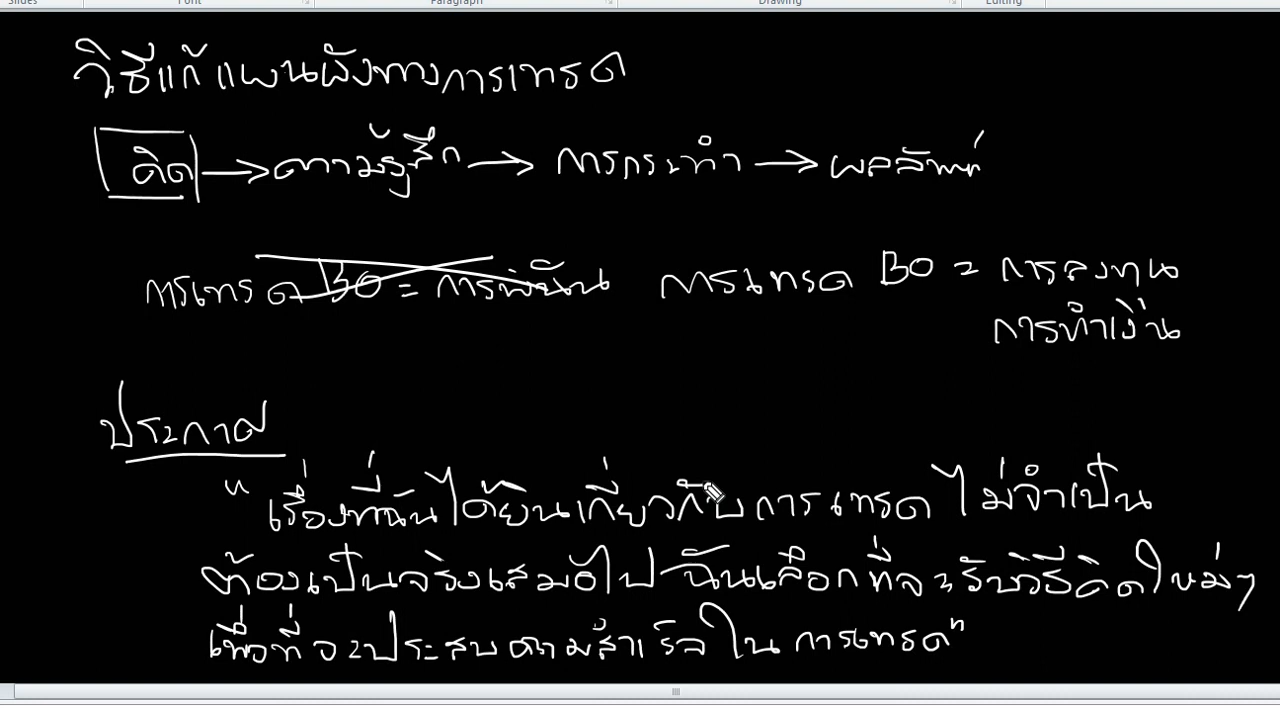 Slides Font Paragraph Drawing Editing
วิธีแก้แผนผังทางการเทรด
คิด → ความรู้สึก → การกระทำ → ผลลัพท์
การเทรด BO = การพนัน การเทรด BO = การลงทุน
การทำเงิน
ประกาศ
"เรื่องที่ฉันได้ยินเกี่ยวกับการเทรด ไม่จำเป็น
ต้องเป็นจริงเสมอไป ฉันเลือกที่จะรับวิธีคิดใหม่ๆ
เพื่อที่จะประสบความสำเร็จในการเทรด"